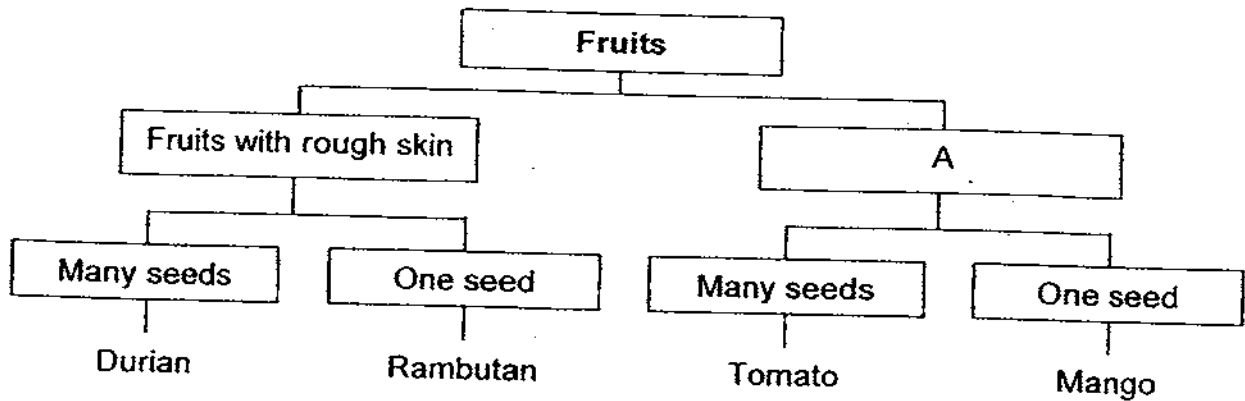 Fruits
Fruits with rough skin
A
Many seeds
One seed
Many seeds
One seed
Durian
Rambutan
Tomato
Mango